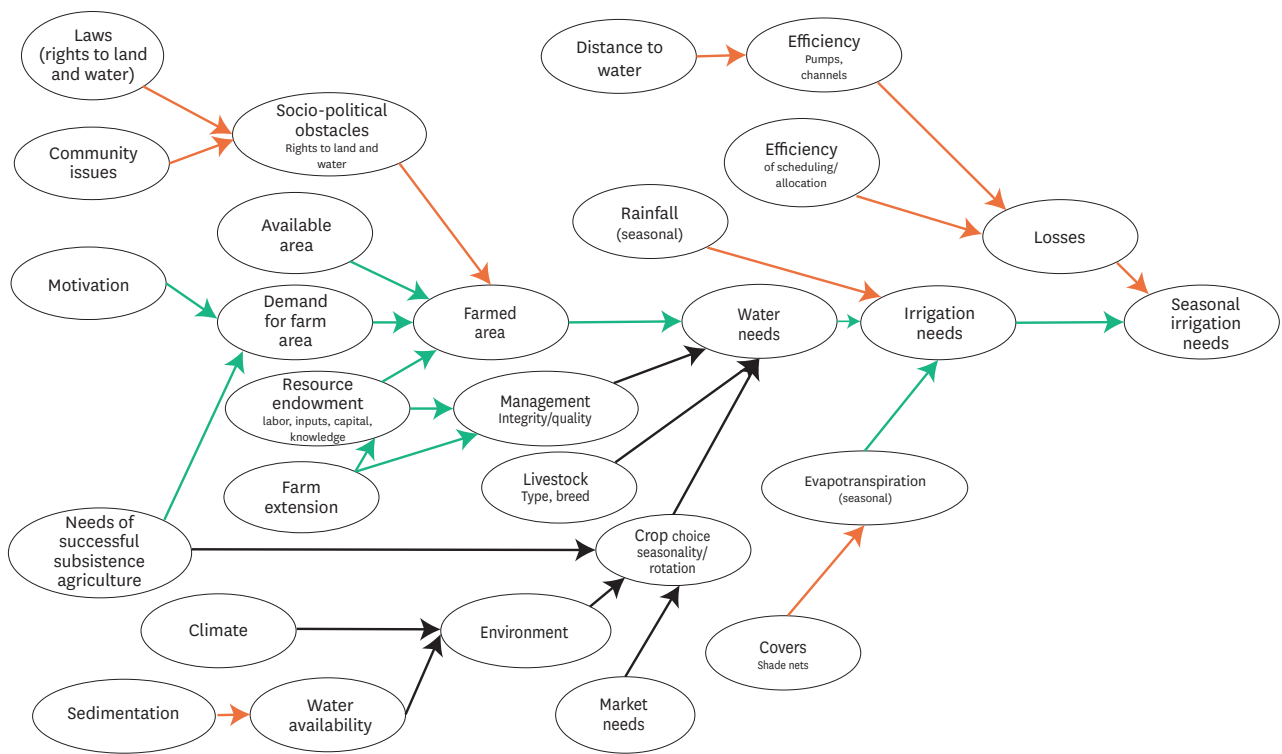 Laws
(rights to land
and water)
Distance to
water
Efficiency
Pumps,
channels
Socio-political
obstacles
Rights to land and
water
Community
issues
Efficiency
of scheduling/
allocation
Available
area
Rainfall
(seasonal)
Losses
Motivation
Demand
for farm
area
Farmed
area
Water
needs
Irrigation
needs
Seasonal
irrigation
needs
Resource
endowment
labor, inputs, capital,
knowledge
Management
Integrity/quality
Farm
extension
Livestock
Type, breed
Evapotranspiration
(seasonal)
Needs of
successful
subsistence
agriculture
Crop choice
seasonality/
rotation
Climate
Environment
Covers
Shade nets
Sedimentation
Water
availability
Market
needs